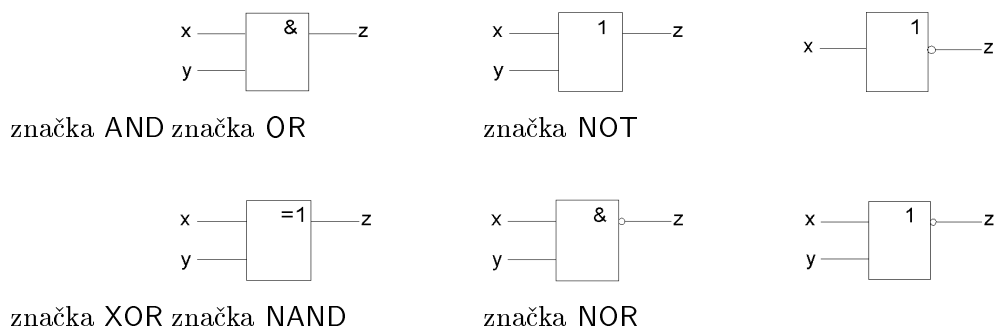 x & z x 1 z x 1 z
y y
značka AND značka OR značka NOT
x =1 z x & z x 1 z
y y y
značka XOR značka NAND značka NOR